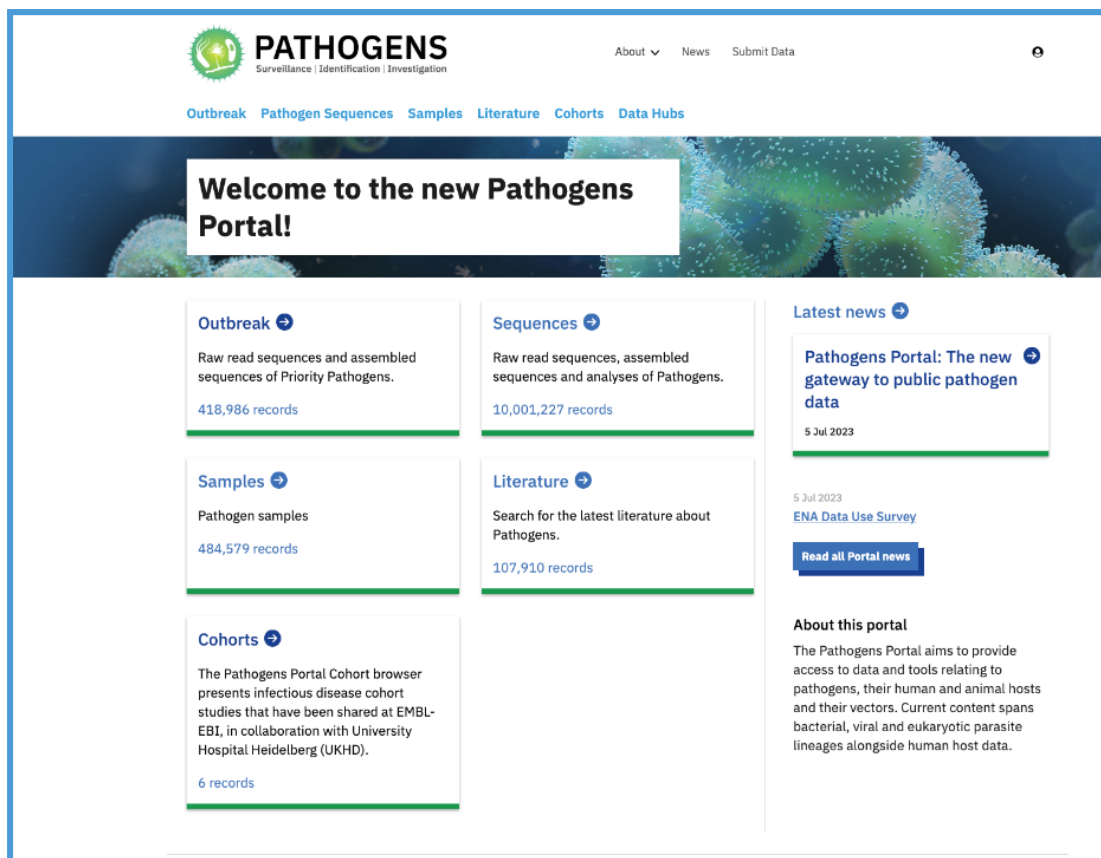 PATHOGENS
Surveillance | Identification | Investigation
About
News
Submit Data
Outbreak
Pathogen Sequences
Samples
Literature
Cohorts
Data Hubs
Welcome to the new Pathogens
Portal!
Outbreak
Raw read sequences and assembled
sequences of Priority Pathogens.
418,986 records
Sequences
Raw read sequences, assembled
sequences and analyses of Pathogens.
10,001,227 records
Samples
Pathogen samples
484,579 records
Literature
Search for the latest literature about
Pathogens.
107,910 records
Cohorts
The Pathogens Portal Cohort browser
presents infectious disease cohort
studies that have been shared at EMBL-
EBI, in collaboration with University
Hospital Heidelberg (UKHD).
6 records
Latest news
Pathogens Portal: The new
gateway to public pathogen
data
5 Jul 2023
5 Jul 2023
ENA Data Use Survey
Read all Portal news
About this portal
The Pathogens Portal aims to provide
access to data and tools relating to
pathogens, their human and animal hosts
and their vectors. Current content spans
bacterial, viral and eukaryotic parasite
lineages alongside human host data.